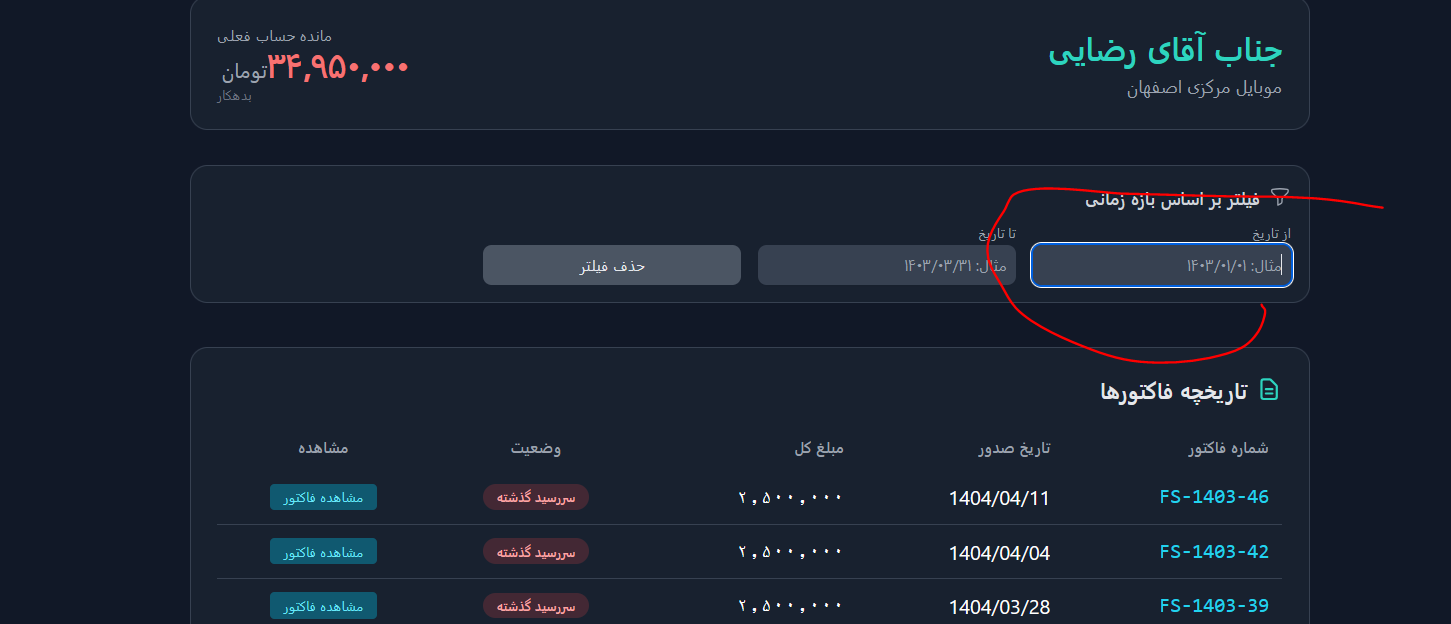 جناب آقای رضایی
موبایل مرکزی اصفهان
مانده حساب فعلی
۳۴,۹۵۰,۰۰۰تومان
بدهکار
فیلتر بر اساس بازه زمانی
از تاریخ
تا تاریخ
مثال: ۱۴۰۳/۰۱/۰۱
مثال: ۱۴۰۳/۰۳/۳۱
حذف فیلتر
تاریخچه فاکتورها
شماره فاکتور تاریخ صدور مبلغ کل وضعیت مشاهده
FS-1403-46 1404/04/11 ۲,۵۰۰,۰۰۰ سررسید گذشته مشاهده فاکتور
FS-1403-42 1404/04/04 ۲,۵۰۰,۰۰۰ سررسید گذشته مشاهده فاکتور
FS-1403-39 1404/03/28 ۲,۵۰۰,۰۰۰ سررسید گذشته مشاهده فاکتور